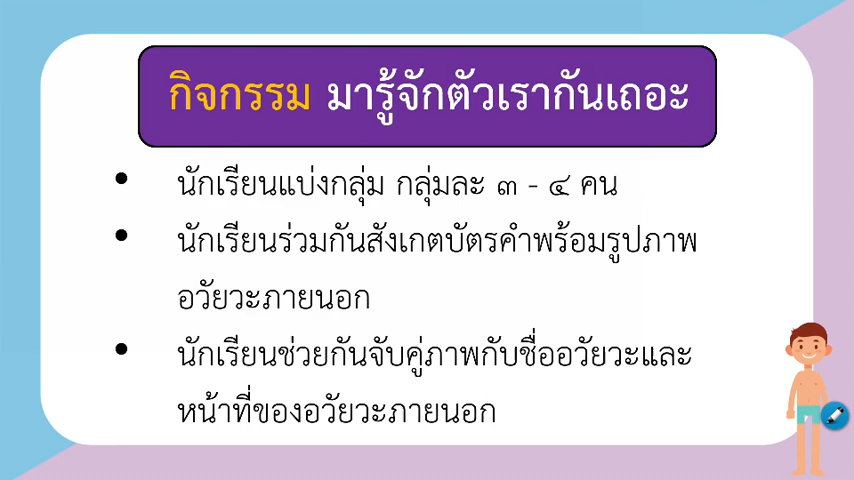 กิจกรรม มารู้จักตัวเรากันเถอะ
• นักเรียนแบ่งกลุ่ม กลุ่มละ ๓ - ๔ คน
• นักเรียนร่วมกันสังเกตบัตรคำพร้อมรูปภาพ
อวัยวะภายนอก
• นักเรียนช่วยกันจับคู่ภาพกับชื่ออวัยวะและ
หน้าที่ของอวัยวะภายนอก